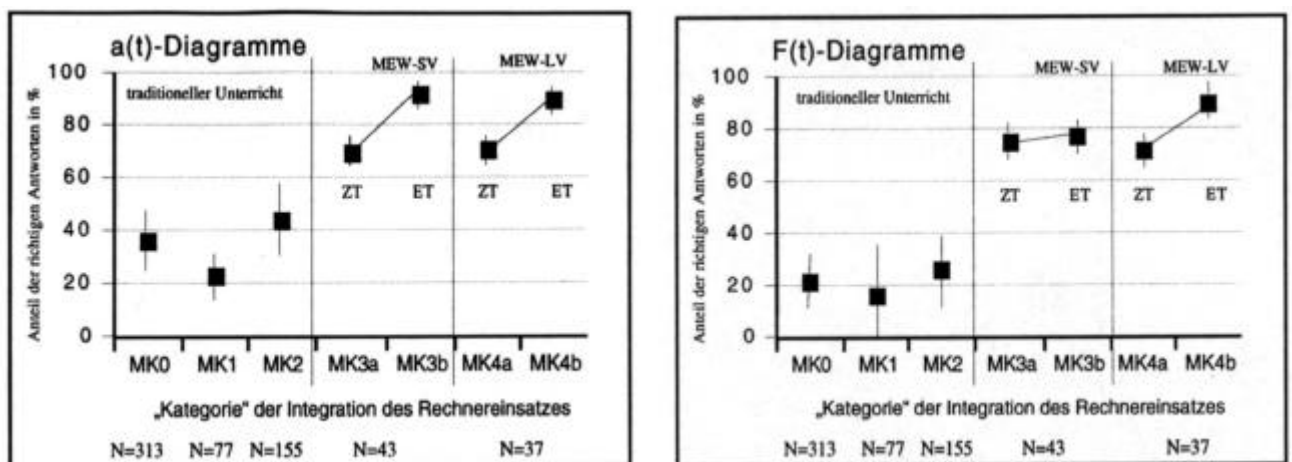 a(t)-Diagramme
MEW-SV
MEW-LV
traditioneller Unterricht
Anteil der richtigen Antworten in %
100
80
60
40
20
0
ZT
ET
ZT
ET
MK0 MK1 MK2 MK3a MK3b MK4a MK4b
„Kategorie“ der Integration des Rechnereinsatzes
N=313 N=77 N=155 N=43 N=37
F(t)-Diagramme
MEW-SV
MEW-LV
traditioneller Unterricht
Anteil der richtigen Antworten in %
100
80
60
40
20
0
ZT
ET
ZT
ET
MK0 MK1 MK2 MK3a MK3b MK4a MK4b
„Kategorie“ der Integration des Rechnereinsatzes
N=313 N=77 N=155 N=43 N=37